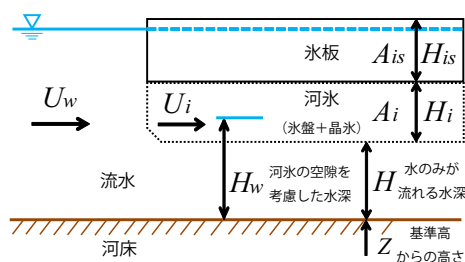 氷板
A_is
H_is
U_w
U_i
河氷
(氷盤+晶氷)
A_i
H_i
流水
H_w
河氷の空隙を
考慮した水深
H
水のみが
流れる水深
河床
Z
基準高
からの高さ